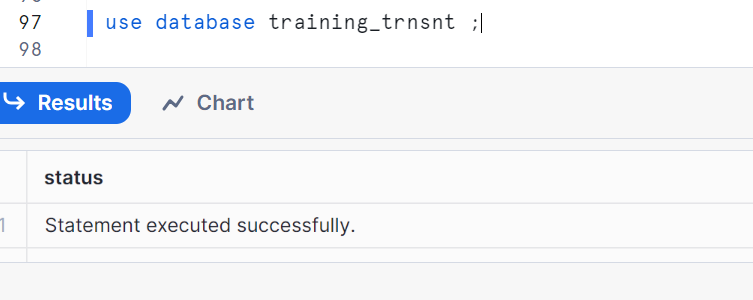 97 use database training_trnsnt ;
98
Results Chart
status
1 Statement executed successfully.